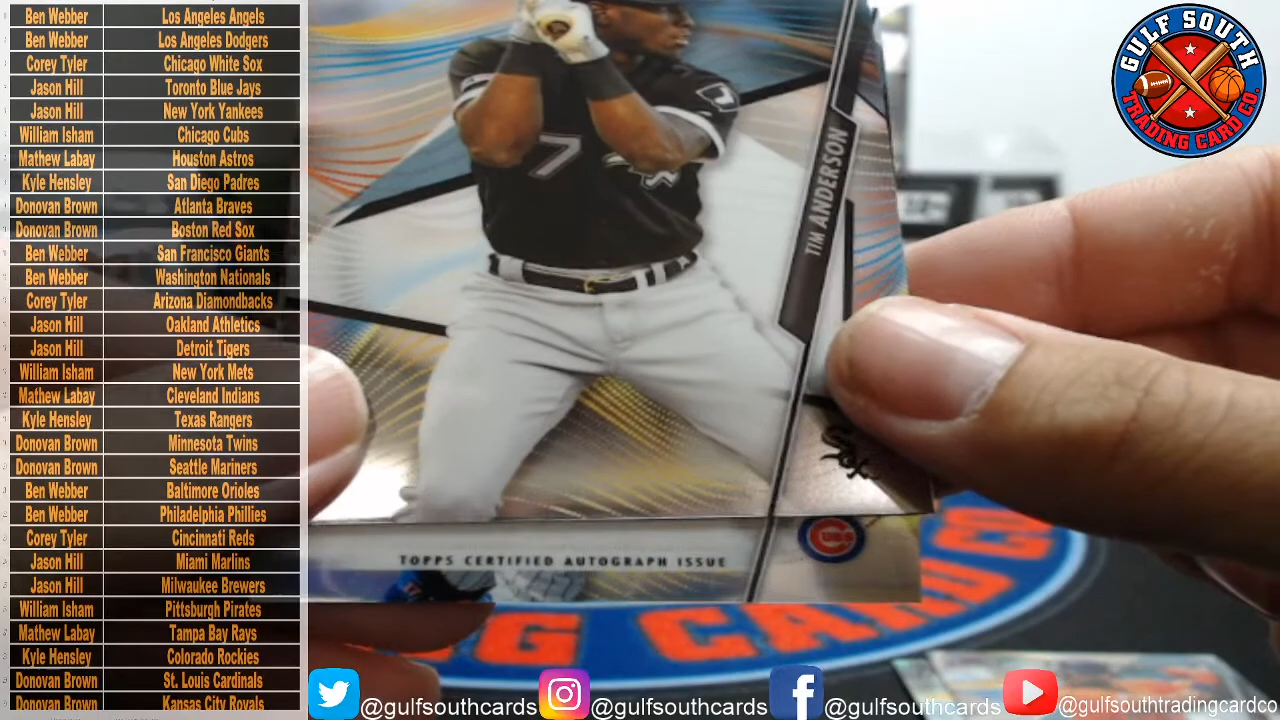 Ben Webber Los Angeles Angels
Ben Webber Los Angeles Dodgers
Corey Tyler Chicago White Sox
Jason Hill Toronto Blue Jays
Jason Hill New York Yankees
William Isham Chicago Cubs
Mathew Labay Houston Astros
Kyle Hensley San Diego Padres
Donovan Brown Atlanta Braves
Donovan Brown Boston Red Sox
Ben Webber San Francisco Giants
Ben Webber Washington Nationals
Corey Tyler Arizona Diamondbacks
Jason Hill Oakland Athletics
Jason Hill Detroit Tigers
William Isham New York Mets
Mathew Labay Cleveland Indians
Kyle Hensley Texas Rangers
Donovan Brown Minnesota Twins
Donovan Brown Seattle Mariners
Ben Webber Baltimore Orioles
Ben Webber Philadelphia Phillies
Corey Tyler Cincinnati Reds
Jason Hill Miami Marlins
Jason Hill Milwaukee Brewers
William Isham Pittsburgh Pirates
Mathew Labay Tampa Bay Rays
Kyle Hensley Colorado Rockies
Donovan Brown St. Louis Cardinals
Donovan Brown Kansas City Royals
7
7
TIM ANDERSON
Sox
TOPPS CERTIFIED AUTOGRAPH ISSUE
CUBS
GULF SOUTH
TRADING CARD CO.
G CARD CO
@gulfsouthcards
@gulfsouthcards
@gulfsouthcards
@gulfsouthtradingcardco